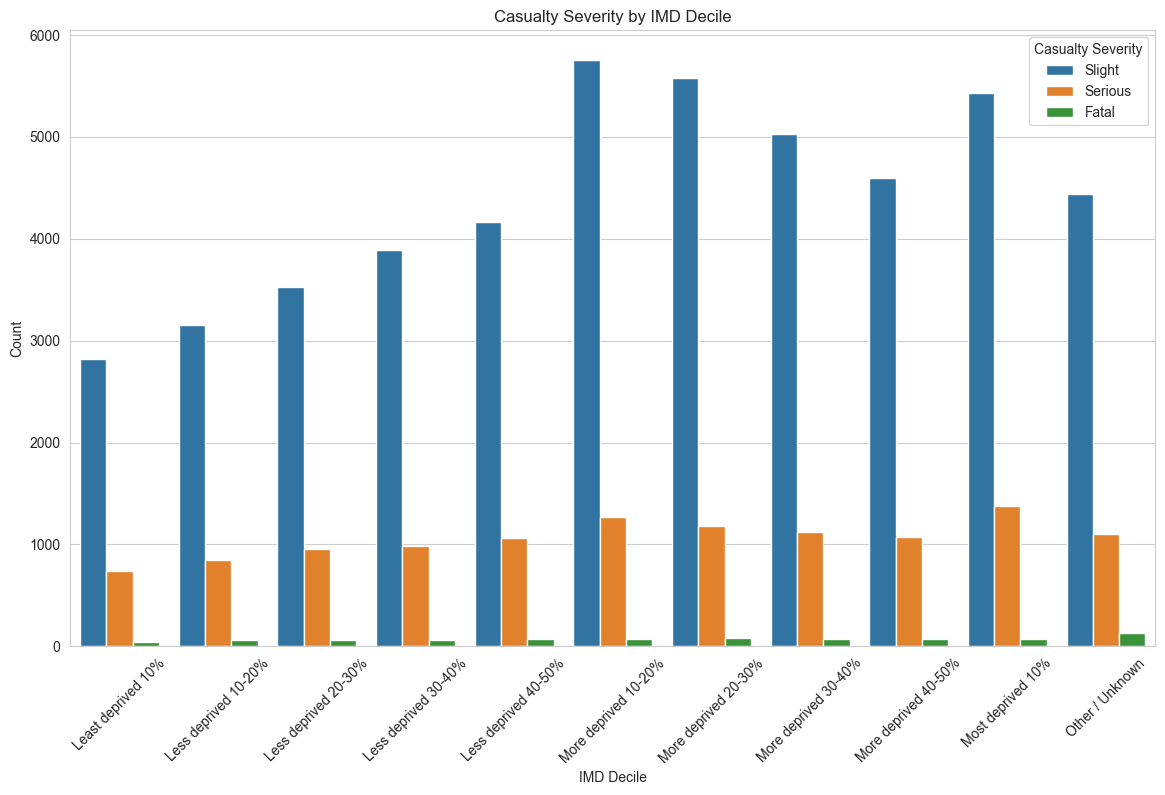 Casualty Severity by IMD Decile
Casualty Severity
Slight
Serious
Fatal
Count
6000
5000
4000
3000
2000
1000
0
Least deprived 10%
Less deprived 10-20%
Less deprived 20-30%
Less deprived 30-40%
Less deprived 40-50%
More deprived 10-20%
More deprived 20-30%
More deprived 30-40%
More deprived 40-50%
Most deprived 10%
Other / Unknown
IMD Decile